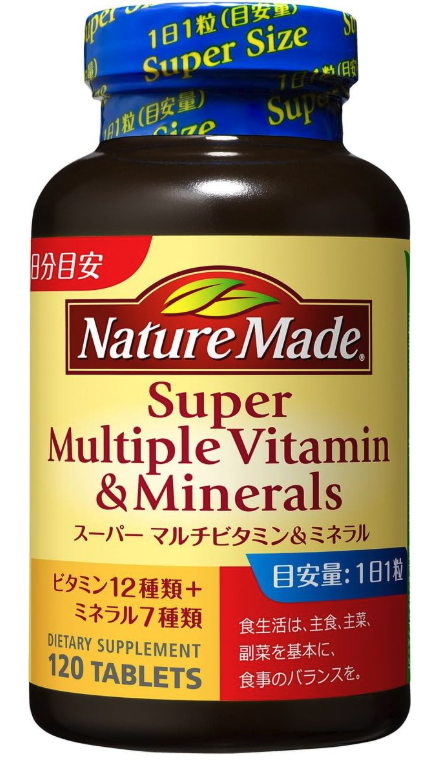 1日1粒(目安量)
Super Size
1日1粒(目安量)
Size
日分目安
Nature Made®
Super
Multiple Vitamin
& Minerals
スーパー マルチビタミン&ミネラル
ビタミン12種類+
ミネラル7種類
DIETARY SUPPLEMENT
120 TABLETS
目安量:1日1粒
食生活は、主食、主菜、
副菜を基本に、
食事のバランスを。